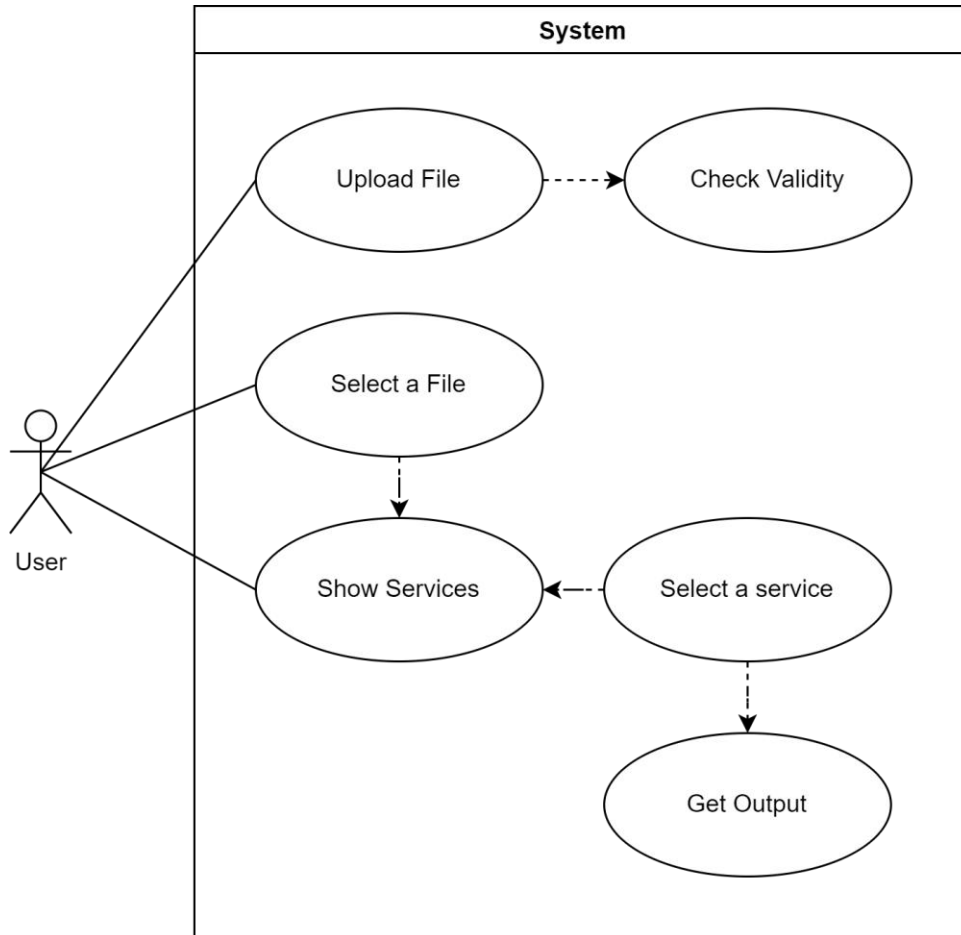 System
Upload File
Check Validity
Select a File
User
Show Services
Select a service
Get Output